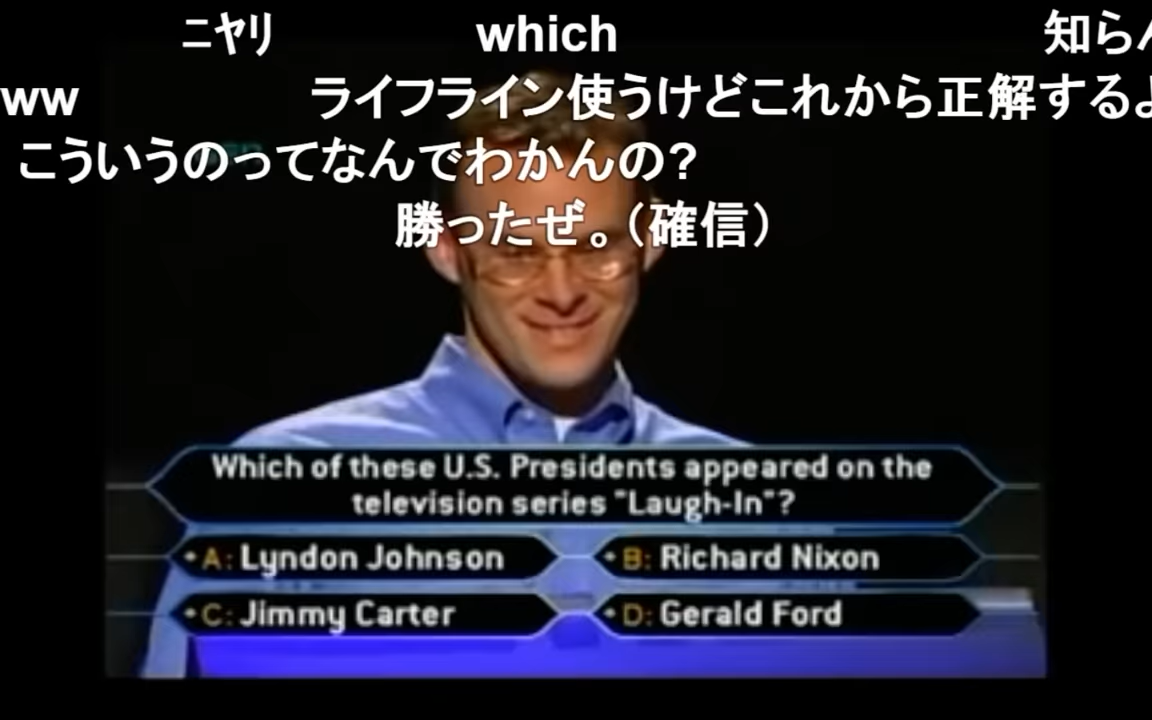 ﾆﾔﾘ which 知らん
ww ライフライン使うけどこれから正解するよ
こういうのってなんでわかんの?
勝ったぜ。(確信)
Which of these U.S. Presidents appeared on the
television series "Laugh-In"?
A: Lyndon Johnson B: Richard Nixon
C: Jimmy Carter D: Gerald Ford